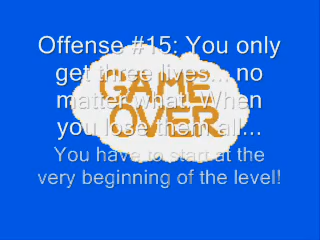 Offense #15: You only
get three lives... no
matter what. When
you lose them all...
You have to start at the
very beginning of the level!
GAME
OVER